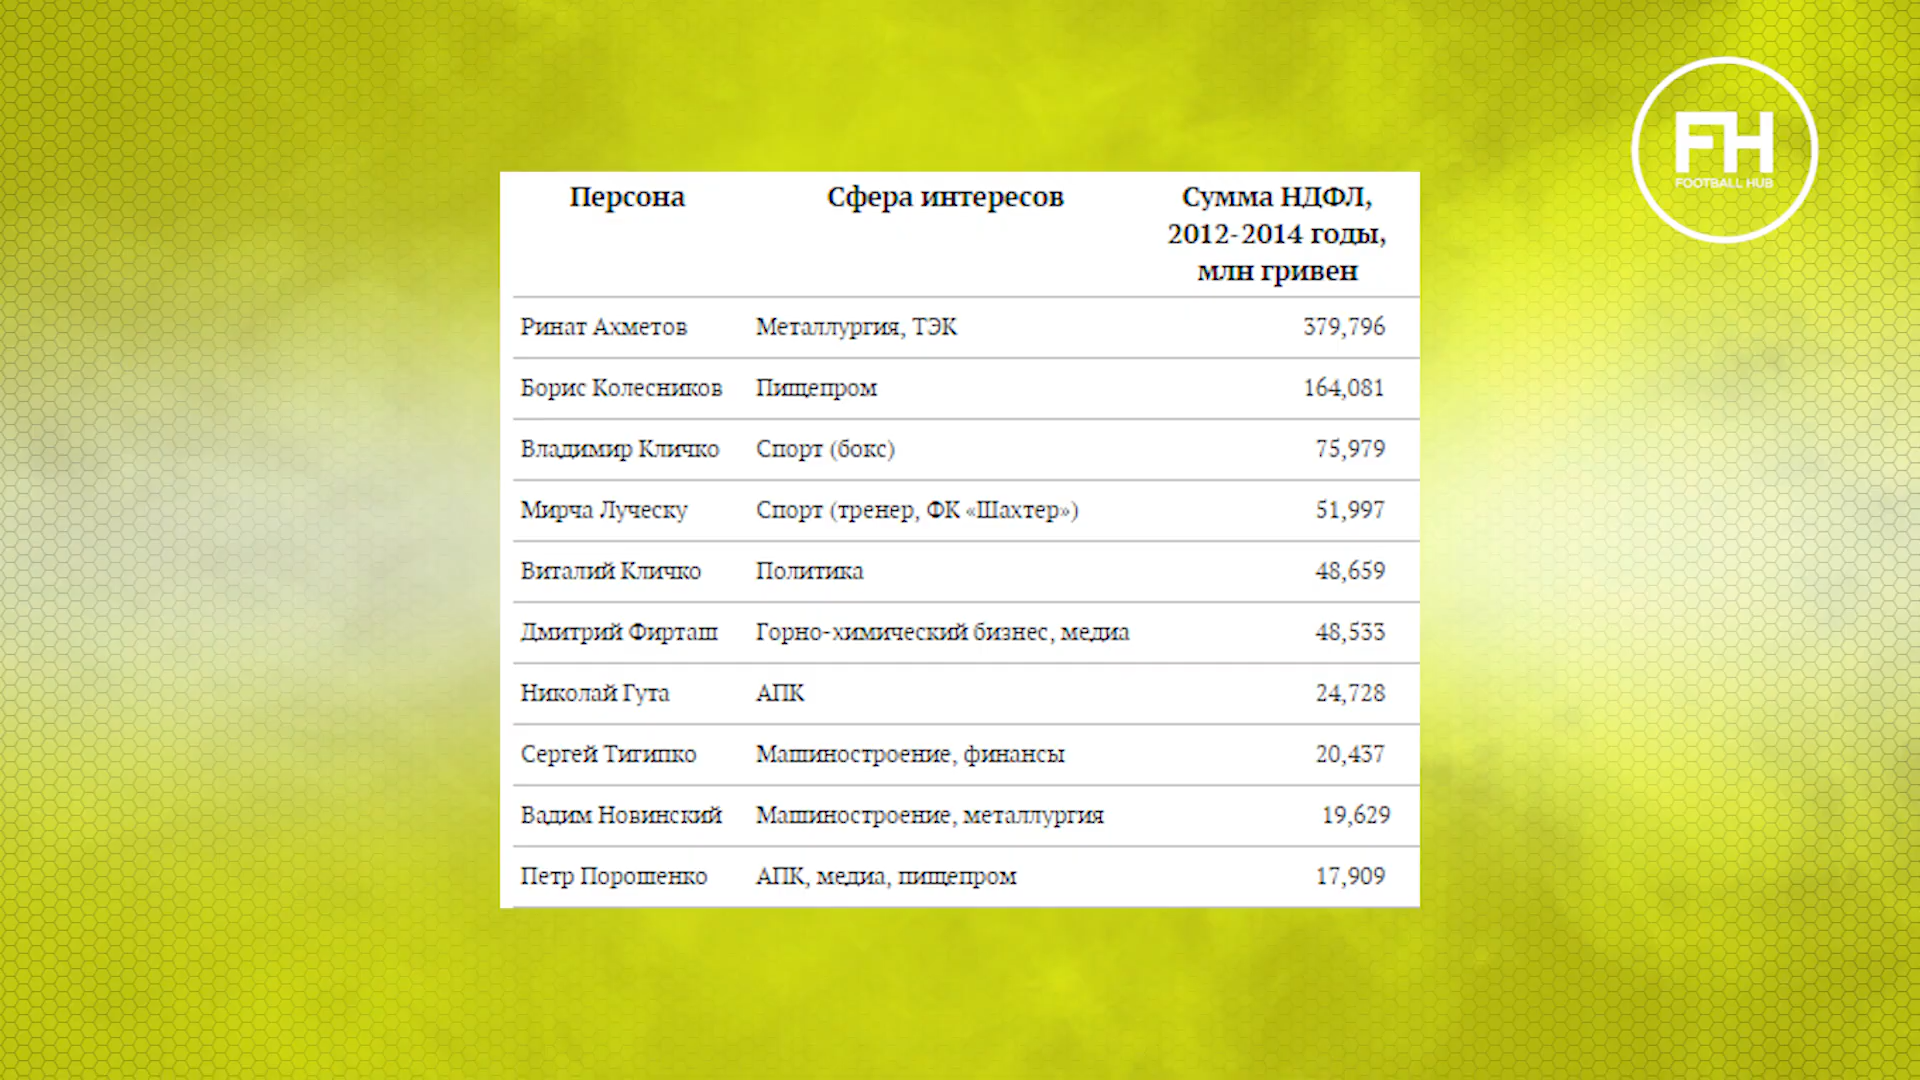 FH
FOOTBALL HUB
Персона Сфера интересов Сумма НДФЛ,
2012-2014 годы,
млн гривен
Ринат Ахметов Металлургия, ТЭК 379,796
Борис Колесников Пищепром 164,081
Владимир Кличко Спорт (бокс) 75,979
Мирча Луческу Спорт (тренер, ФК «Шахтер») 51,997
Виталий Кличко Политика 48,659
Дмитрий Фирташ Горно-химический бизнес, медиа 48,533
Николай Гута АПК 24,728
Сергей Тигипко Машиностроение, финансы 20,437
Вадим Новинский Машиностроение, металлургия 19,629
Петр Порошенко АПК, медиа, пищепром 17,909